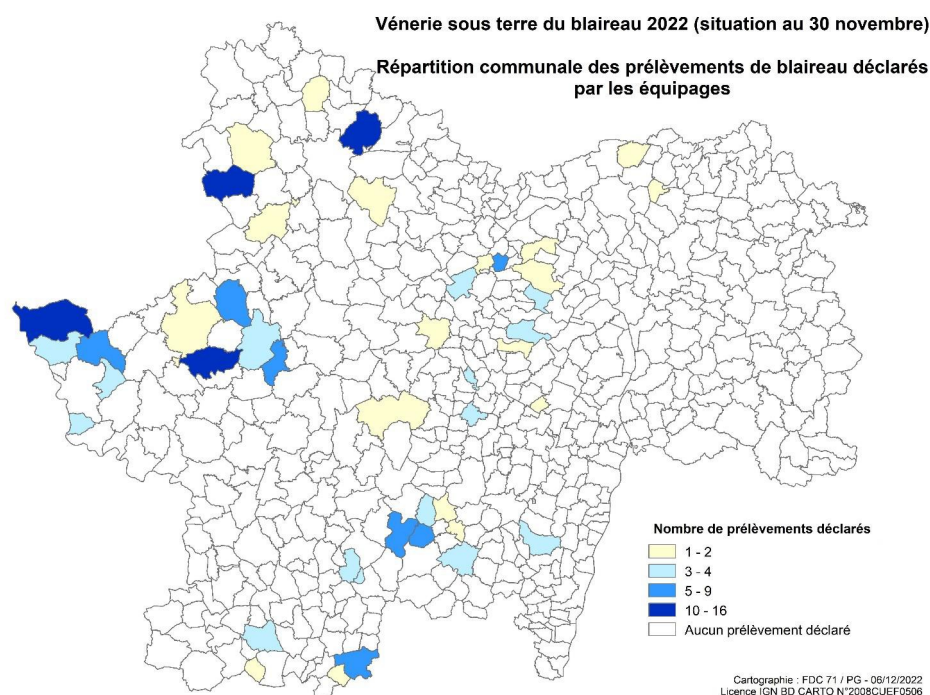 Vénerie sous terre du blaireau 2022 (situation au 30 novembre)
Répartition communale des prélèvements de blaireau déclarés
par les équipages
Nombre de prélèvements déclarés
1 - 2
3 - 4
5 - 9
10 - 16
Aucun prélèvement déclaré
Cartographie : FDC 71 / PG - 06/12/2022
Licence IGN BD CARTO N°2008CUEF0506